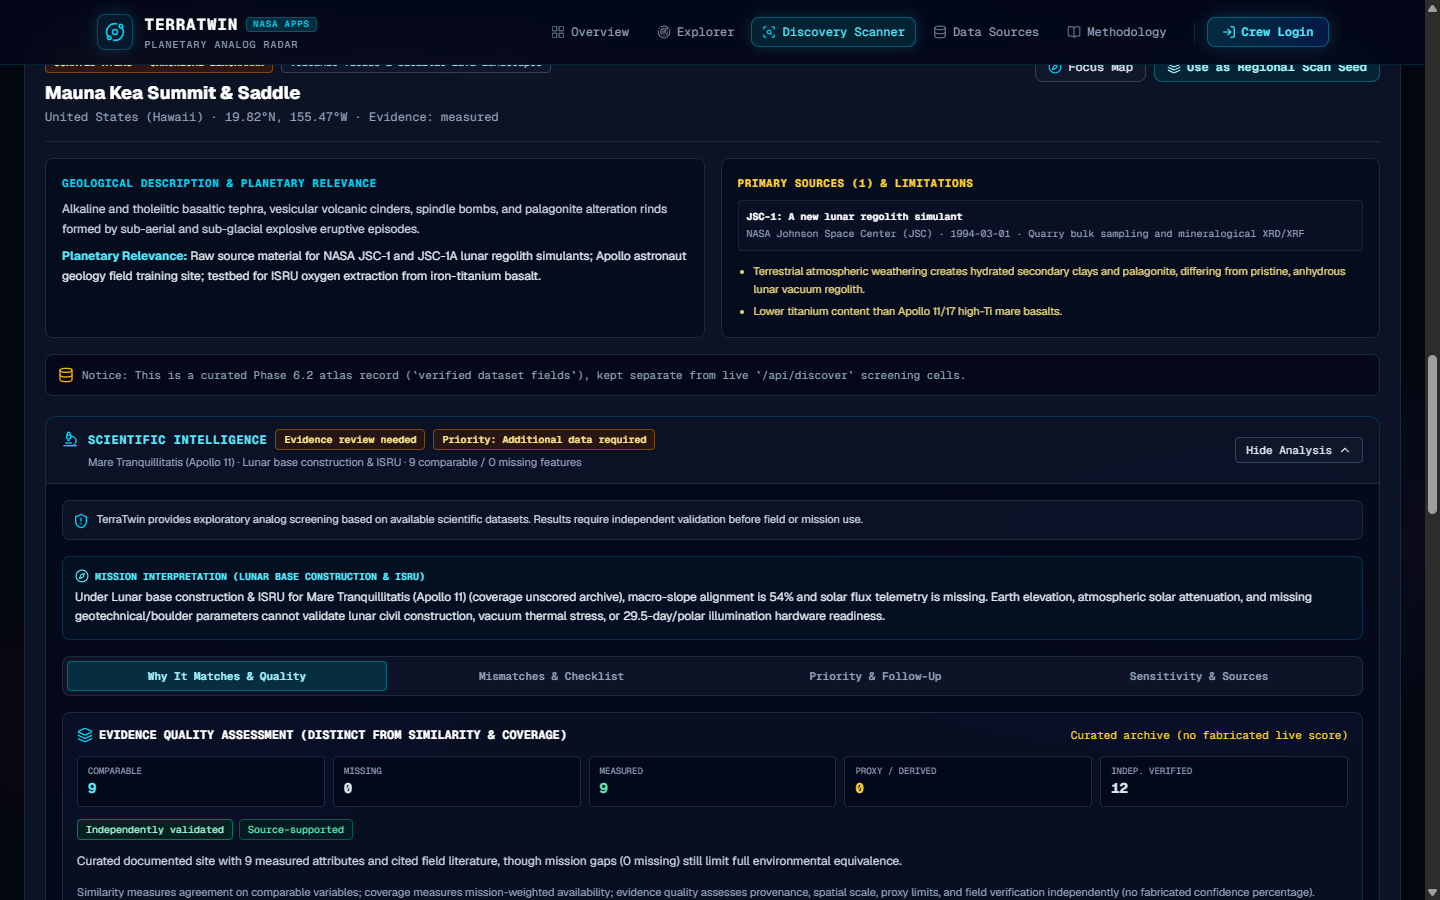 TERRATWIN NASA APPS
PLANETARY ANALOG RADAR
Overview
Explorer
Discovery Scanner
Data Sources
Methodology
Crew Login
Focus Map
Use as Regional Scan Seed
Mauna Kea Summit & Saddle
United States (Hawaii) · 19.82°N, 155.47°W · Evidence: measured
GEOLOGICAL DESCRIPTION & PLANETARY RELEVANCE
Alkaline and tholeiitic basaltic tephra, vesicular volcanic cinders, spindle bombs, and palagonite alteration rinds
formed by sub-aerial and sub-glacial explosive eruptive episodes.
Planetary Relevance: Raw source material for NASA JSC-1 and JSC-1A lunar regolith simulants; Apollo astronaut
geology field training site; testbed for ISRU oxygen extraction from iron-titanium basalt.
PRIMARY SOURCES (1) & LIMITATIONS
JSC-1: A new lunar regolith simulant
NASA Johnson Space Center (JSC) · 1994-03-01 · Quarry bulk sampling and mineralogical XRD/XRF
• Terrestrial atmospheric weathering creates hydrated secondary clays and palagonite, differing from pristine, anhydrous
lunar vacuum regolith.
• Lower titanium content than Apollo 11/17 high-Ti mare basalts.
Notice: This is a curated Phase 6.2 atlas record (`verified dataset fields`), kept separate from live `/api/discover` screening cells.
SCIENTIFIC INTELLIGENCE Evidence review needed Priority: Additional data required
Mare Tranquillitatis (Apollo 11) · Lunar base construction & ISRU · 9 comparable / 0 missing features
Hide Analysis
TerraTwin provides exploratory analog screening based on available scientific datasets. Results require independent validation before field or mission use.
MISSION INTERPRETATION (LUNAR BASE CONSTRUCTION & ISRU)
Under Lunar base construction & ISRU for Mare Tranquillitatis (Apollo 11) (coverage unscored archive), macro-slope alignment is 54% and solar flux telemetry is missing. Earth elevation, atmospheric solar attenuation, and missing
geotechnical/boulder parameters cannot validate lunar civil construction, vacuum thermal stress, or 29.5-day/polar illumination hardware readiness.
Why It Matches & Quality
Mismatches & Checklist
Priority & Follow-Up
Sensitivity & Sources
EVIDENCE QUALITY ASSESSMENT (DISTINCT FROM SIMILARITY & COVERAGE)
Curated archive (no fabricated live score)
COMPARABLE
9
MISSING
0
MEASURED
9
PROXY / DERIVED
0
INDEP. VERIFIED
12
Independently validated
Source-supported
Curated documented site with 9 measured attributes and cited field literature, though mission gaps (0 missing) still limit full environmental equivalence.
Similarity measures agreement on comparable variables; coverage measures mission-weighted availability; evidence quality assesses provenance, spatial scale, proxy limits, and field verification independently (no fabricated confidence percentage).